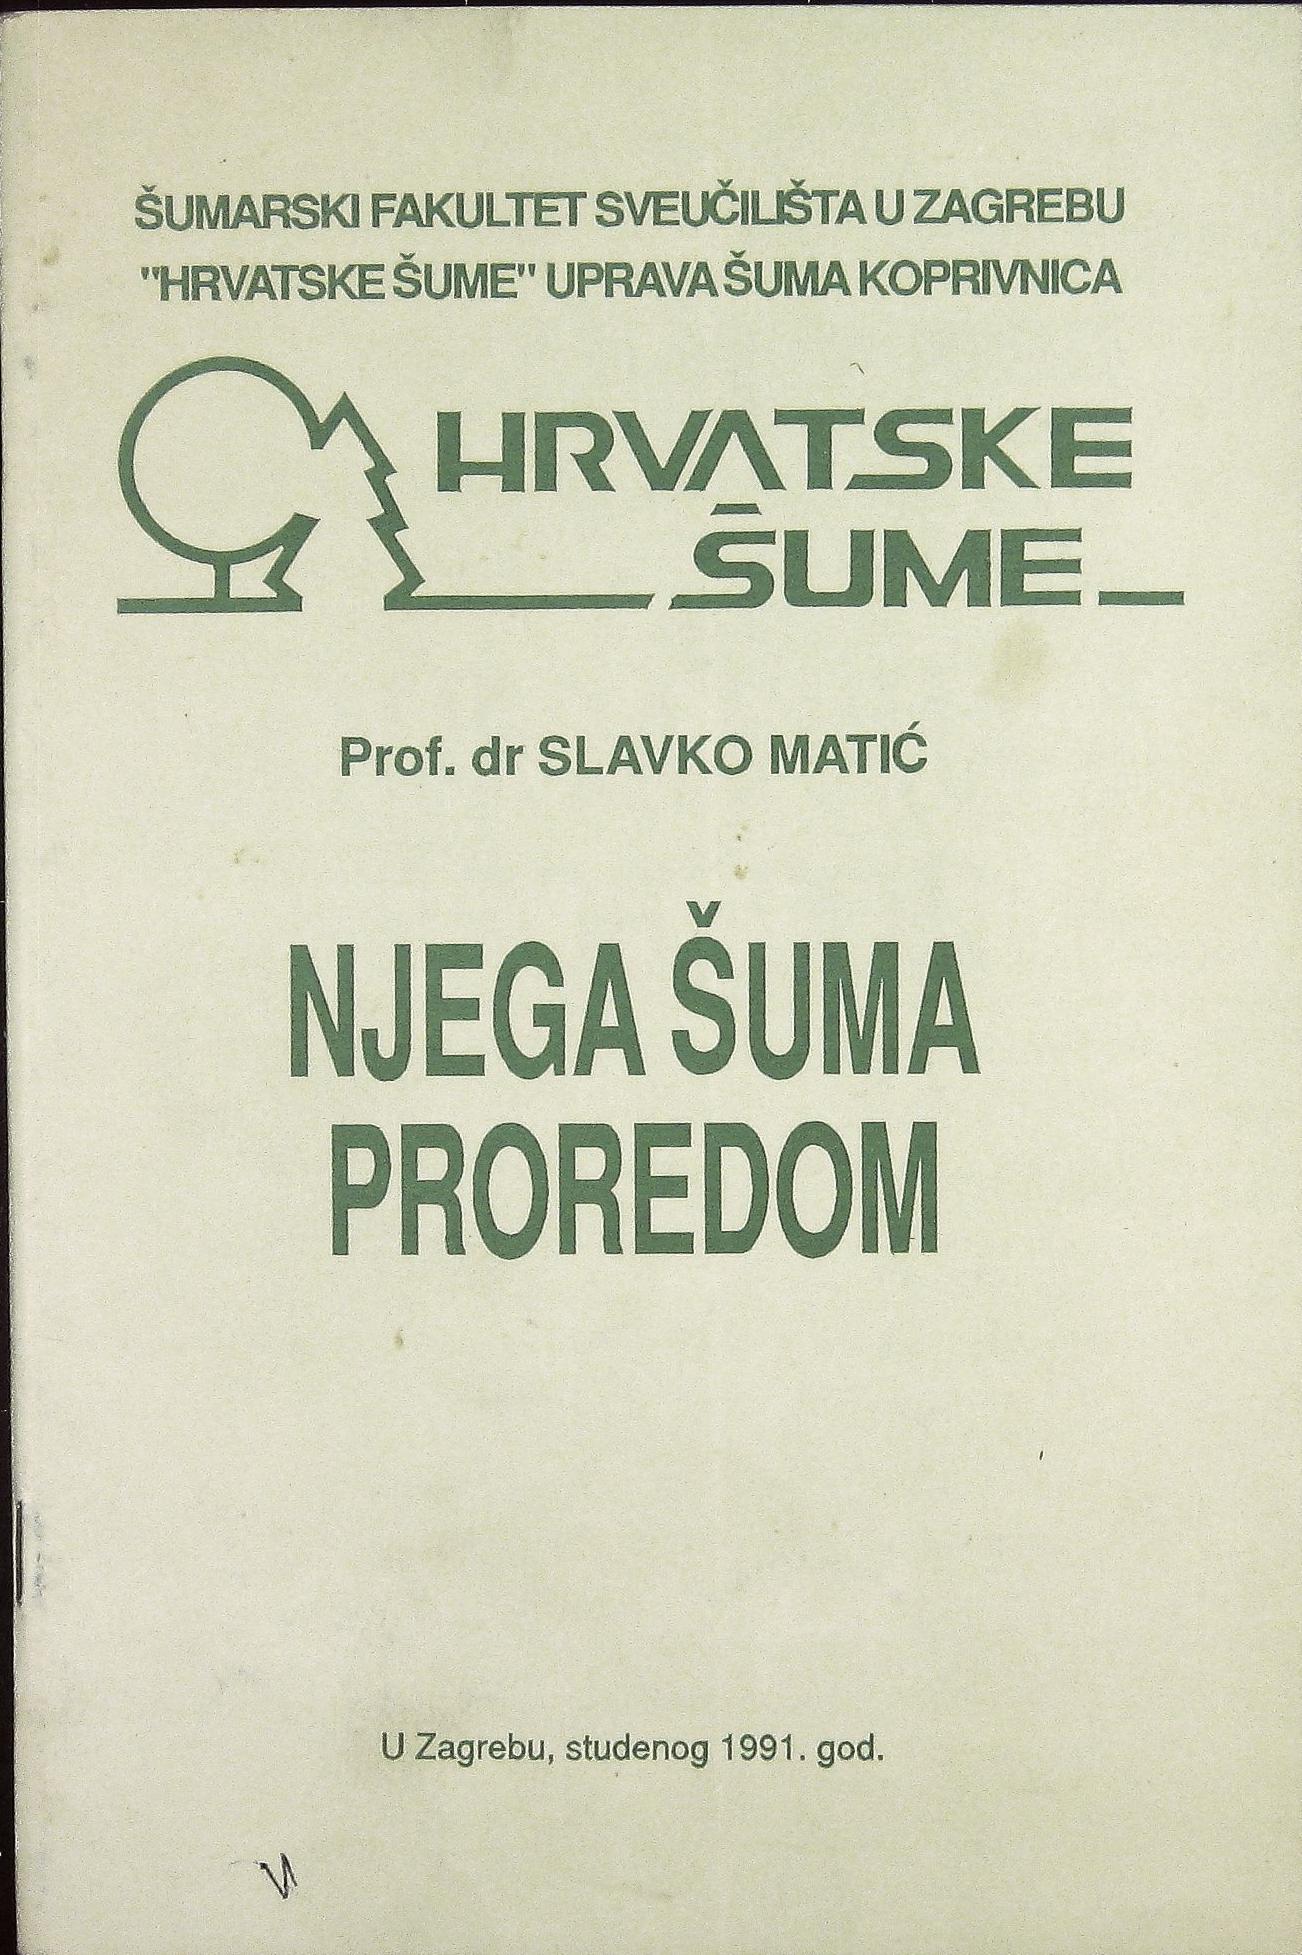 ŠUMARSKI FAKULTET SVEUČILIŠTA U ZAGREBU
"HRVATSKE ŠUME" UPRAVA ŠUMA KOPRIVNICA
HRVATSKE
ŠUME
Prof. dr SLAVKO MATIĆ
NJEGA ŠUMA
PROREDOM
U Zagrebu, studenog 1991. god.